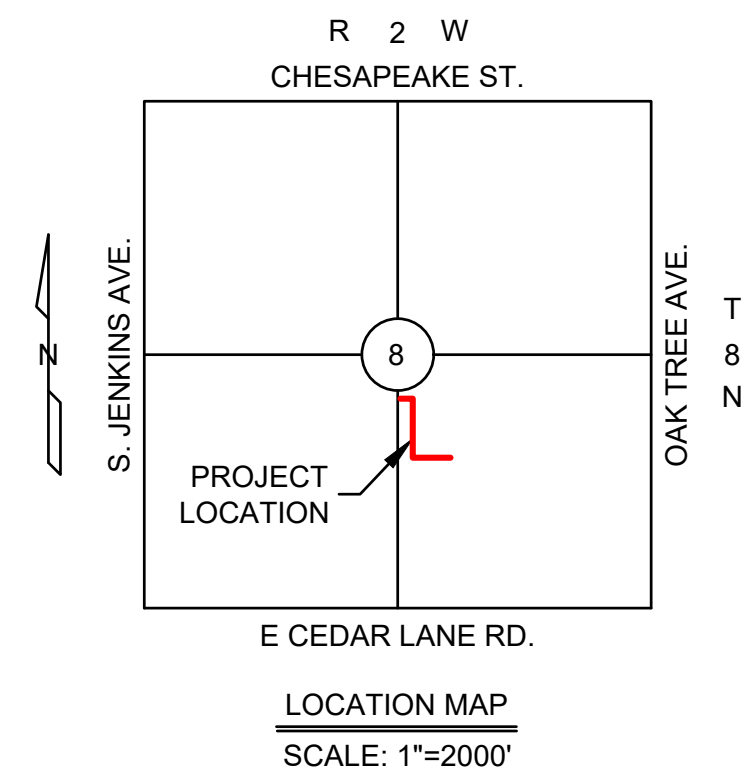 R 2 W
CHESAPEAKE ST.
S. JENKINS AVE.
N
8
OAK TREE AVE.
T
8
N
PROJECT
LOCATION
E CEDAR LANE RD.
LOCATION MAP
SCALE: 1"=2000'